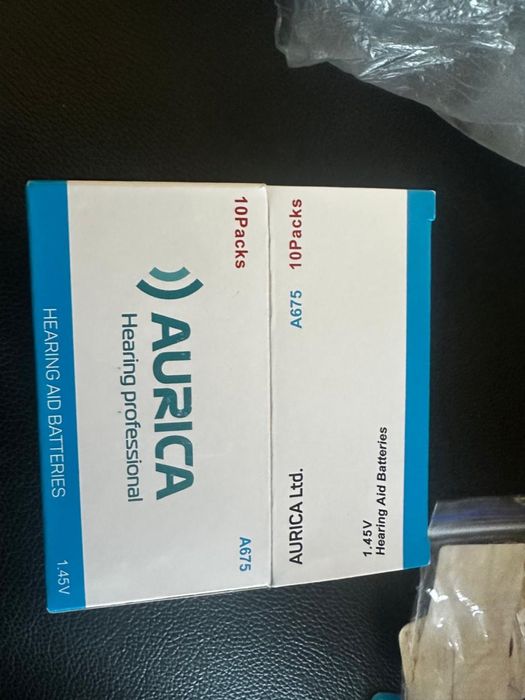 10Packs
AURICA
Hearing professional
A675
HEARING AID BATTERIES
1.45V
A675
10Packs
AURICA Ltd.
1.45V
Hearing Aid Batteries